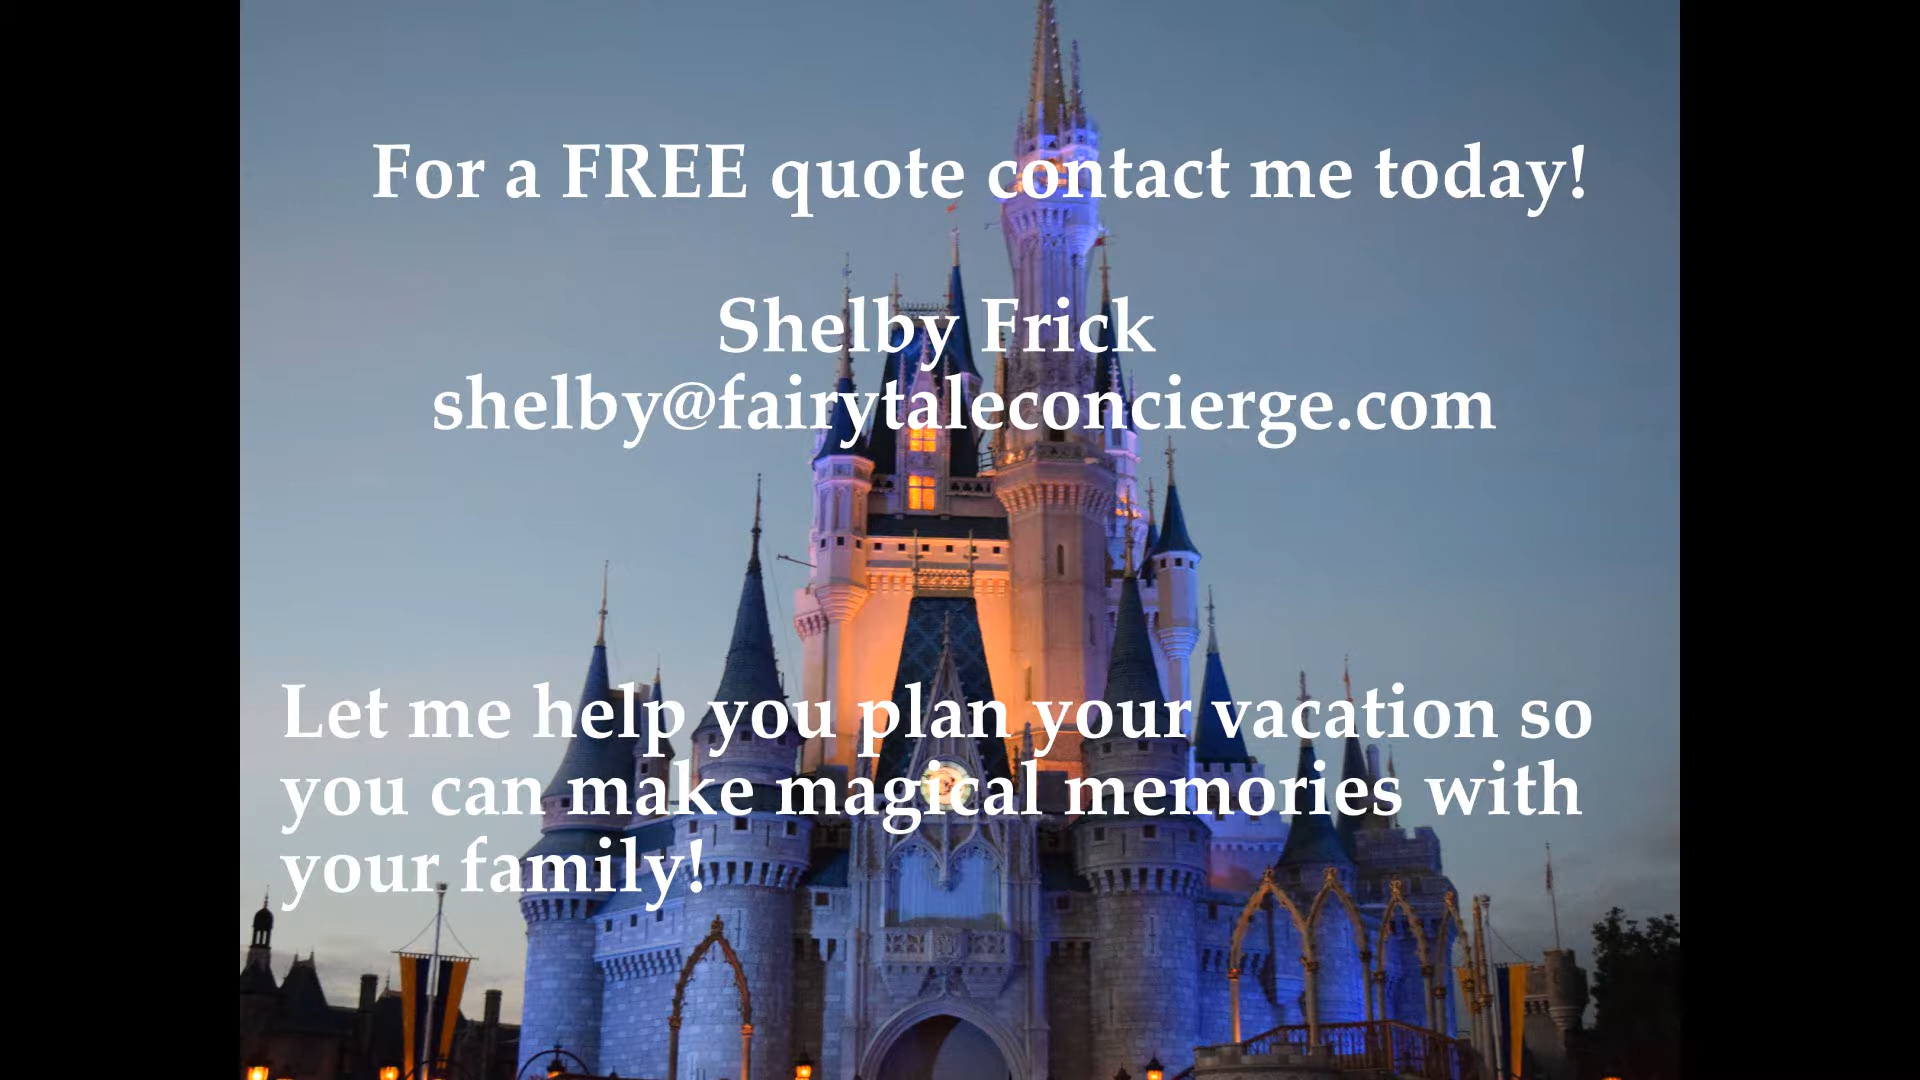 For a FREE quote contact me today!
Shelby Frick
shelby@fairytaleconcierge.com
Let me help you plan your vacation so
you can make magical memories with
your family!